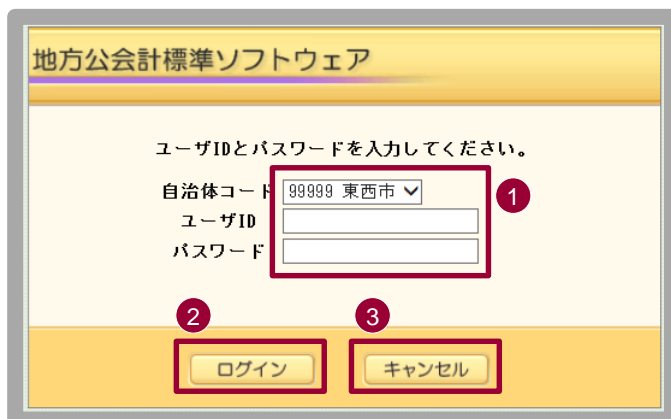 地方公会計標準ソフトウェア
ユーザIDとパスワードを入力してください。
自治体コード 99999 東西市 1
ユーザID
パスワード
2 3
ログイン キャンセル